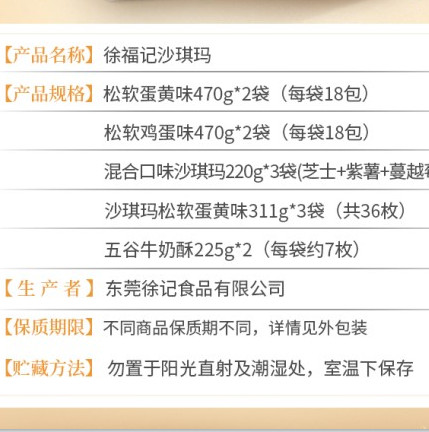 【产品名称】徐福记沙琪玛
【产品规格】松软蛋黄味470g*2袋（每袋18包）
松软鸡蛋味470g*2袋（每袋18包）
混合口味沙琪玛220g*3袋(芝士+紫薯+蔓越莓
沙琪玛松软蛋黄味311g*3袋（共36枚）
五谷牛奶酥225g*2（每袋约7枚）
【生产者】东莞徐记食品有限公司
【保质期限】不同商品保质期不同，详情见外包装
【贮藏方法】勿置于阳光直射及潮湿处，室温下保存